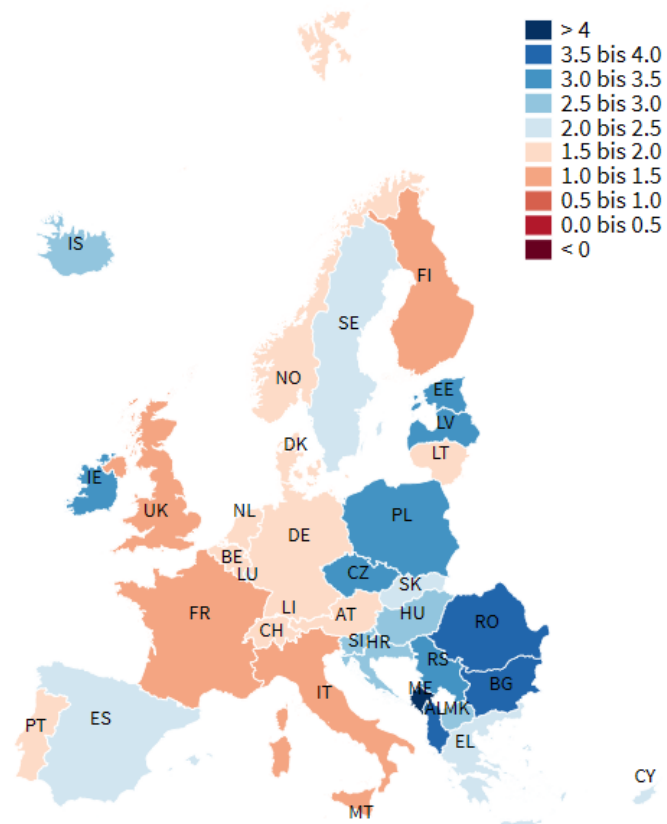 > 4
3.5 bis 4.0
3.0 bis 3.5
2.5 bis 3.0
2.0 bis 2.5
1.5 bis 2.0
1.0 bis 1.5
0.5 bis 1.0
0.0 bis 0.5
< 0
IS
FI
SE
NO
EE
LV
DK
LT
IE
UK
NL
DE
PL
BE
LU
CZ
SK
FR
LI
AT
HU
CH
SI
HR
RO
RS
IT
ME
BG
AL
MK
PT
ES
EL
CY
MT